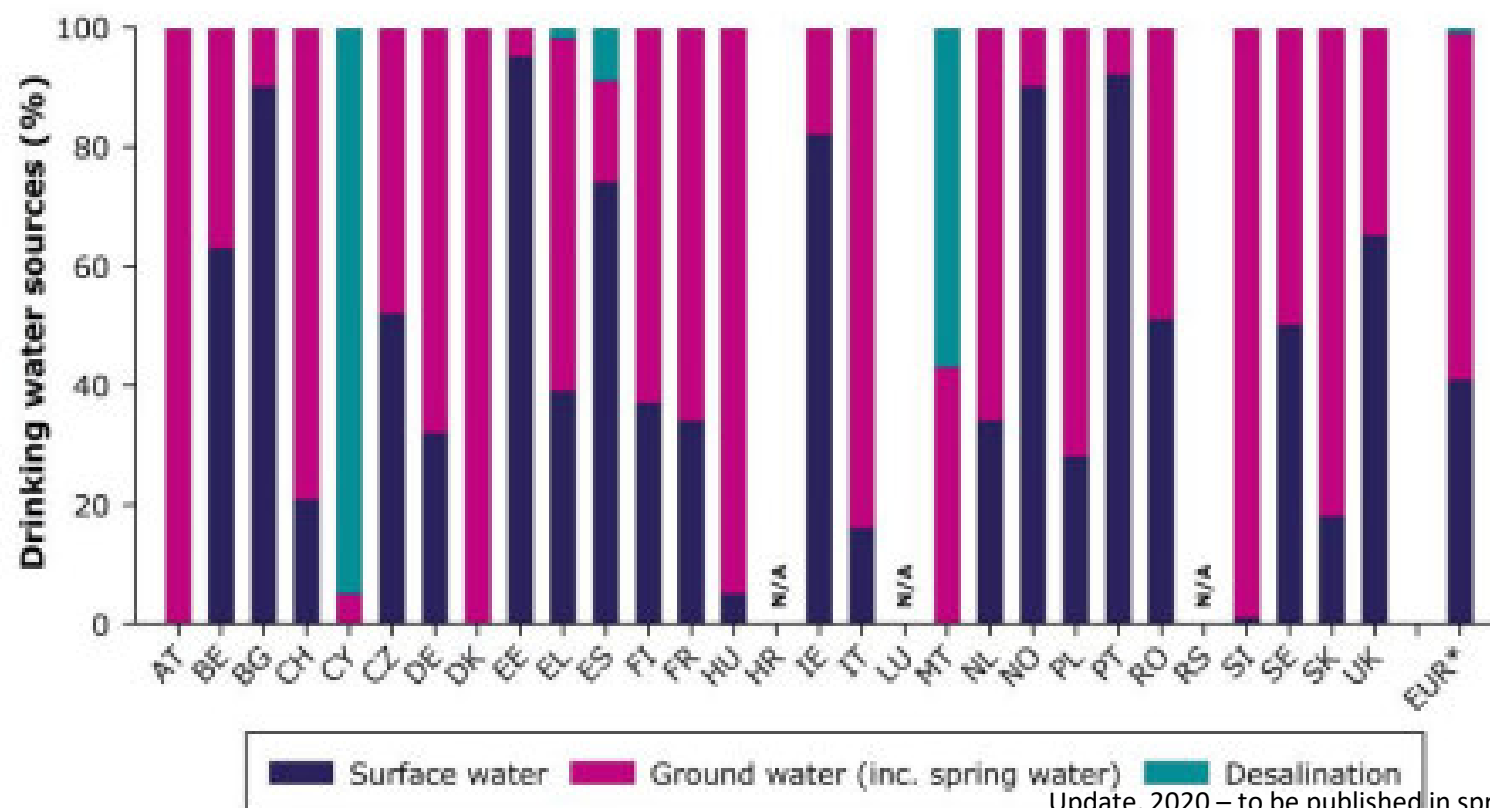 Drinking water sources (%)
100
80
60
40
20
0
N/A
N/A
N/A
AT BE BG CH CY CZ DE DK EE EL ES FI FR HU HR IE IT LU MT NL NO PL PT RO RS SI SE SK UK EUR*
Surface water Ground water (inc. spring water) Desalination
Update, 2020 – to be published in spr